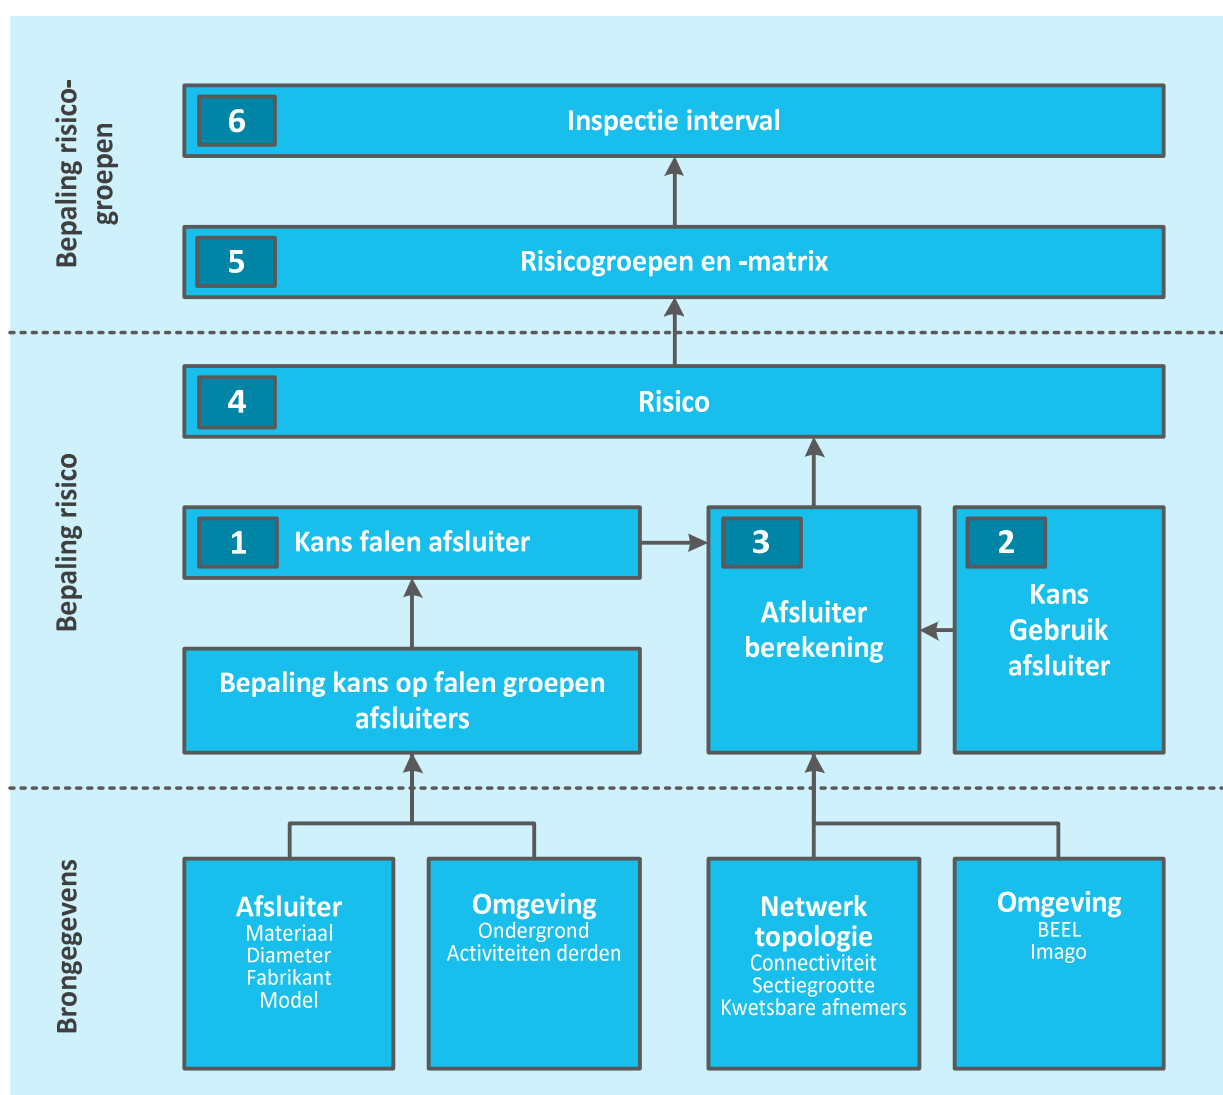 Bepaling risico-
groepen
6
Inspectie interval
5
Risicogroepen en -matrix
Bepaling risico
4
Risico
1
Kans falen afsluiter
3
Afsluiter
berekening
2
Kans
Gebruik
afsluiter
Bepaling kans op falen groepen
afsluiters
Brongegevens
Afsluiter
Materiaal
Diameter
Fabrikant
Model
Omgeving
Ondergrond
Activiteiten derden
Netwerk
topologie
Connectiviteit
Sectiegrootte
Kwetsbare afnemers
Omgeving
BEEL
Imago